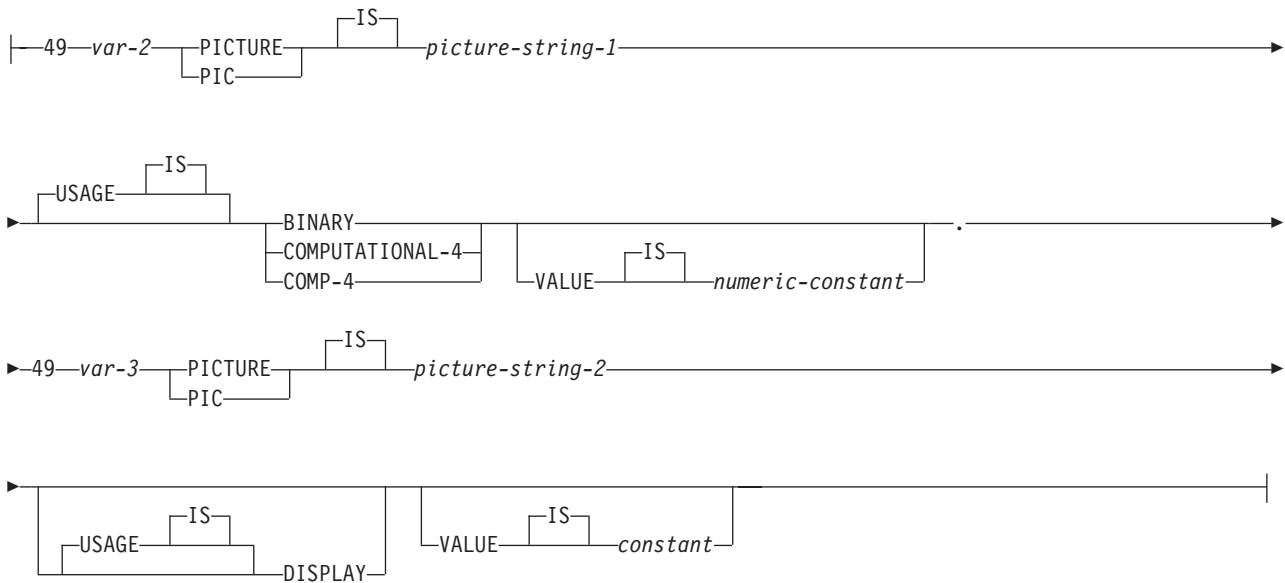 IS
49 var-2 PICTURE picture-string-1
PIC
IS
USAGE
BINARY .
COMPUTATIONAL-4 IS
COMP-4 VALUE numeric-constant
IS
49 var-3 PICTURE picture-string-2
PIC
IS IS
USAGE VALUE constant
DISPLAY